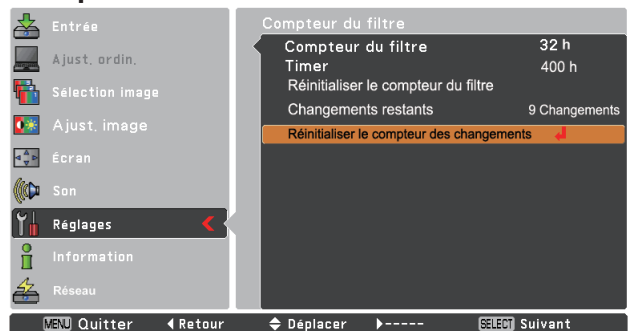 Entrée
Ajust. ordin.
Sélection image
Ajust. image
Écran
Son
Réglages
Information
Réseau
Compteur du filtre
Compteur du filtre 32 h
Timer 400 h
Réinitialiser le compteur du filtre
Changements restants 9 Changements
Réinitialiser le compteur des changements
MENU Quitter Retour Déplacer ----- SELECT Suivant